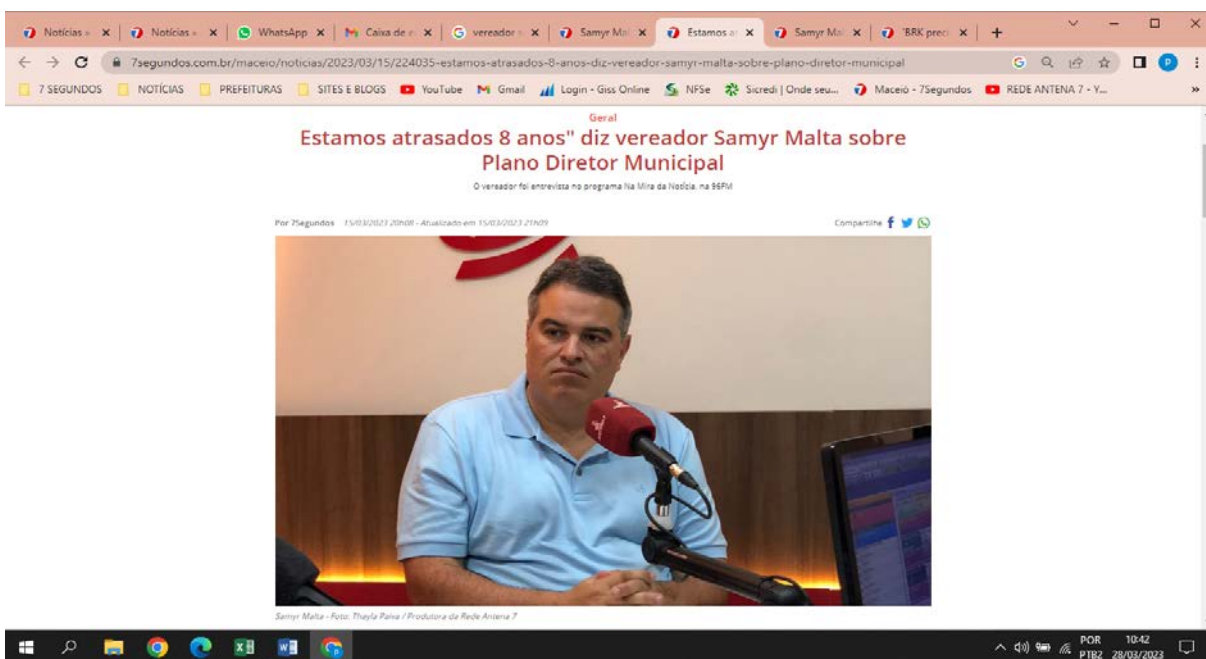 Notícias »
Notícias »
WhatsApp
Caixa de e
vereador s
Samyr Mal
Estamos at
Samyr Mal
'BRK preci
7segundos.com.br/maceio/noticias/2023/03/15/224035-estamos-atrasados-8-anos-diz-vereador-samyr-malta-sobre-plano-diretor-municipal
7 SEGUNDOS NOTÍCIAS PREFEITURAS SITES E BLOGS YouTube Gmail Login - Giss Online NFSe Sicredi | Onde seu... Maceió - 7Segundos REDE ANTENA 7 - Y...
Geral
Estamos atrasados 8 anos" diz vereador Samyr Malta sobre
Plano Diretor Municipal
O vereador foi entrevista no programa Na Mira da Notícia, na 96FM
Por 7Segundos 15/03/2023 20h08 - Atualizado em 15/03/2023 21h09
Compartilhe
Samyr Malta - Foto: Thayla Paiva / Produtora da Rede Antena 7
POR 10:42
PTB2 28/03/2023